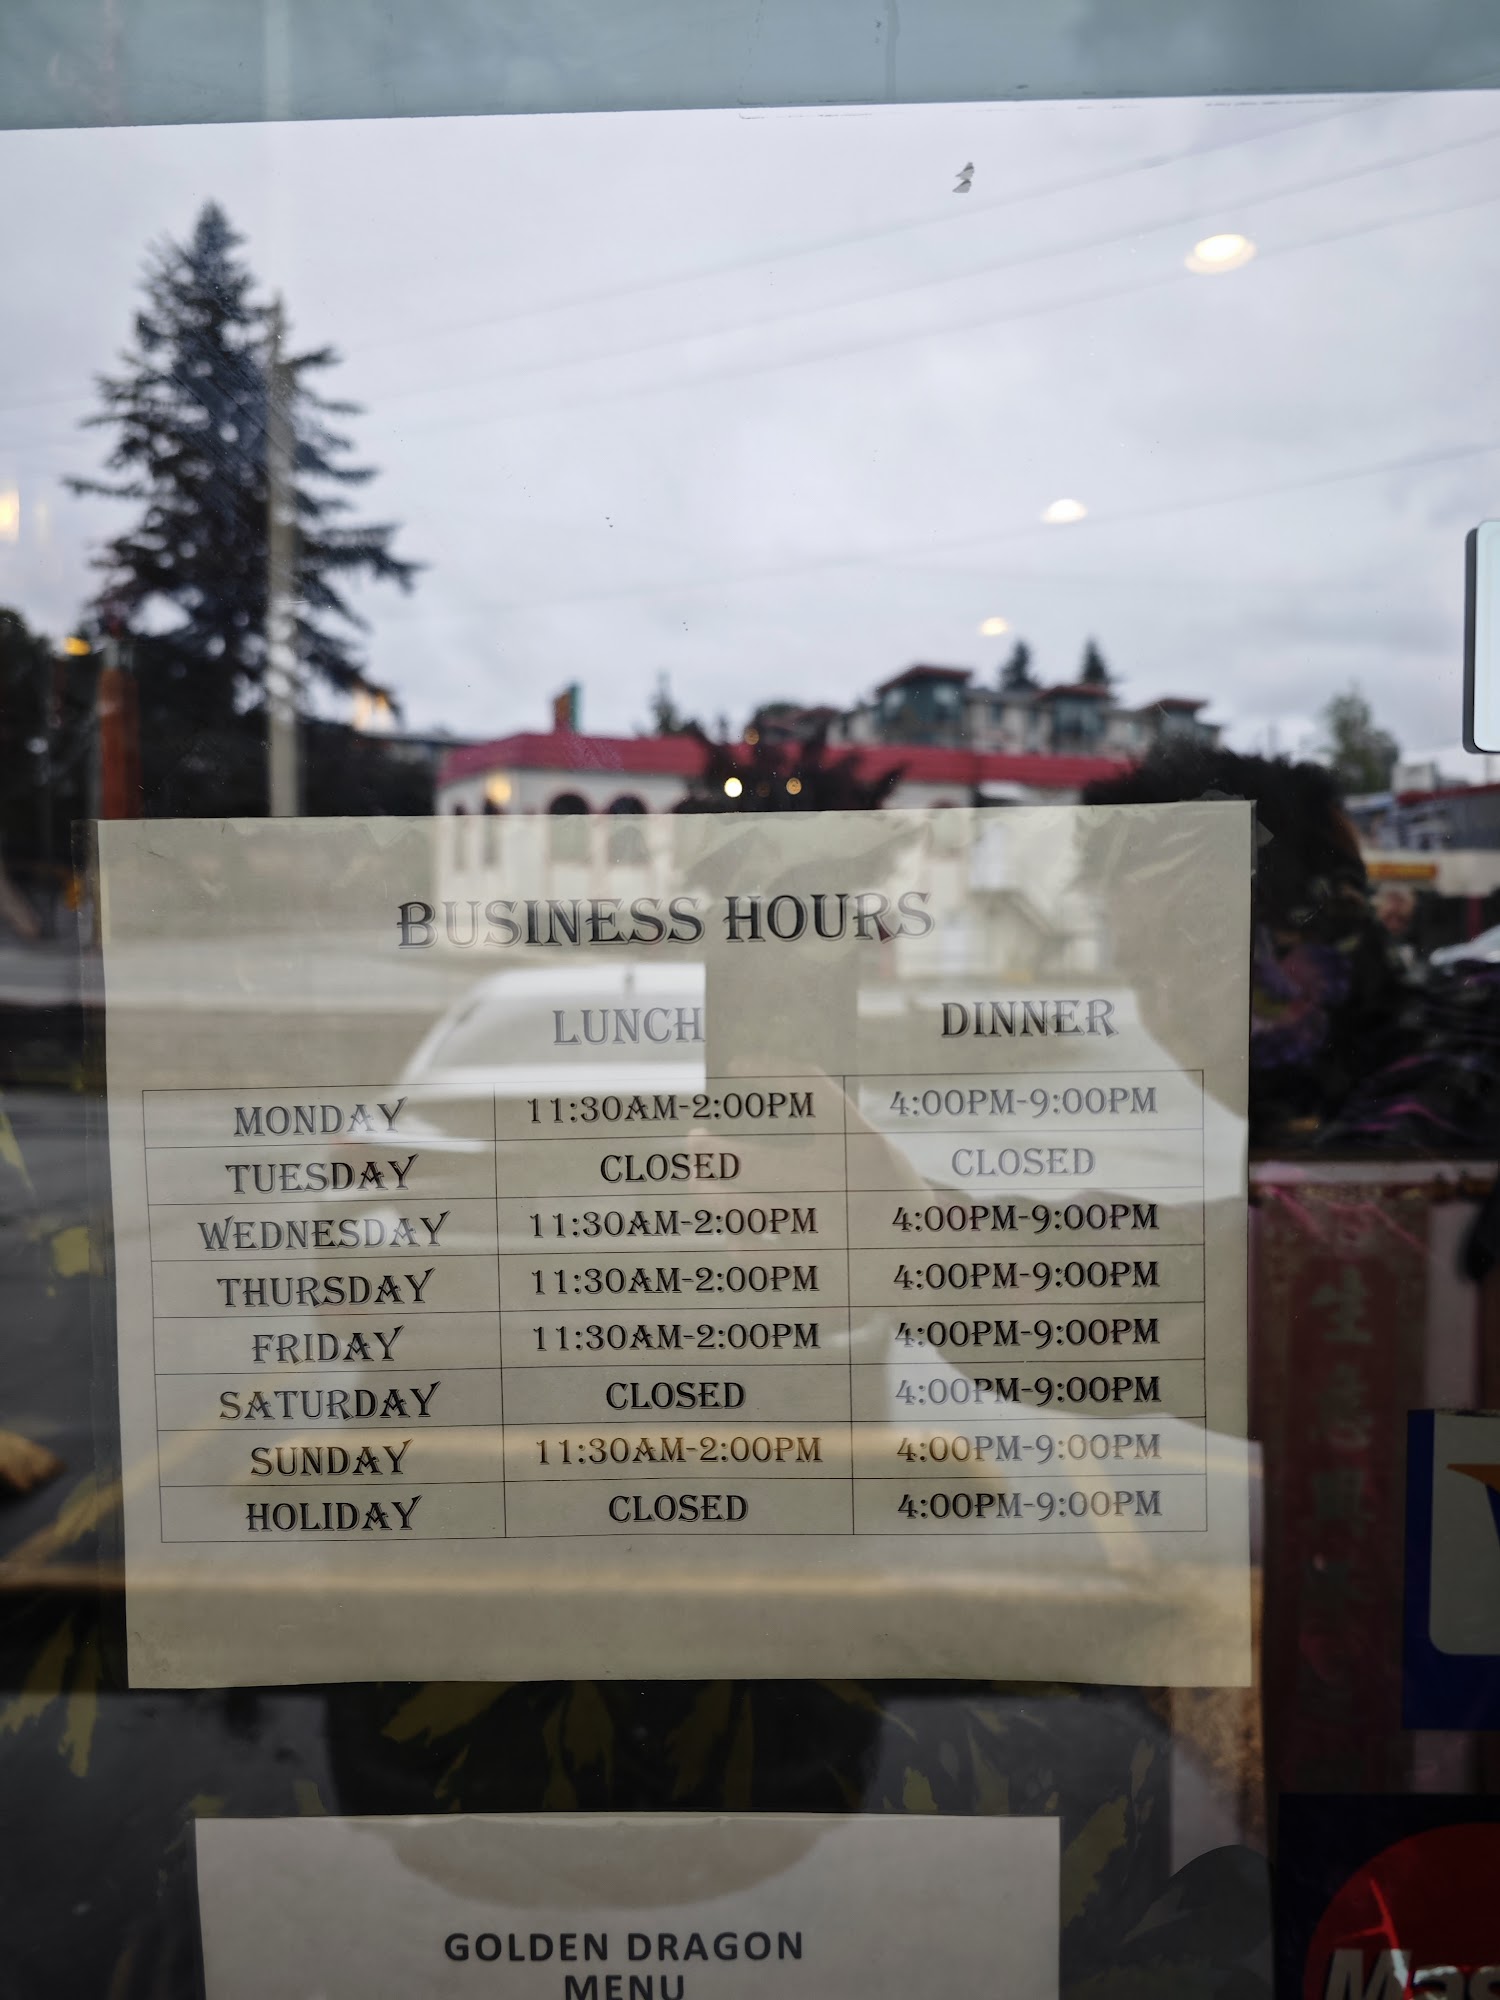 BUSINESS HOURS
LUNCH DINNER
MONDAY 11:30AM-2:00PM 4:00PM-9:00PM
TUESDAY CLOSED CLOSED
WEDNESDAY 11:30AM-2:00PM 4:00PM-9:00PM
THURSDAY 11:30AM-2:00PM 4:00PM-9:00PM
FRIDAY 11:30AM-2:00PM 4:00PM-9:00PM
SATURDAY CLOSED 4:00PM-9:00PM
SUNDAY 11:30AM-2:00PM 4:00PM-9:00PM
HOLIDAY CLOSED 4:00PM-9:00PM
生
GOLDEN DRAGON
MENU
Mas